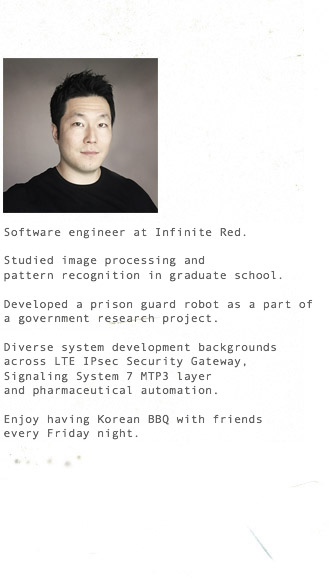 Software engineer at Infinite Red.
Studied image processing and
pattern recognition in graduate school.
Developed a prison guard robot as a part of
a government research project.
Diverse system development backgrounds
across LTE IPsec Security Gateway,
Signaling System 7 MTP3 layer
and pharmaceutical automation.
Enjoy having Korean BBQ with friends
every Friday night.